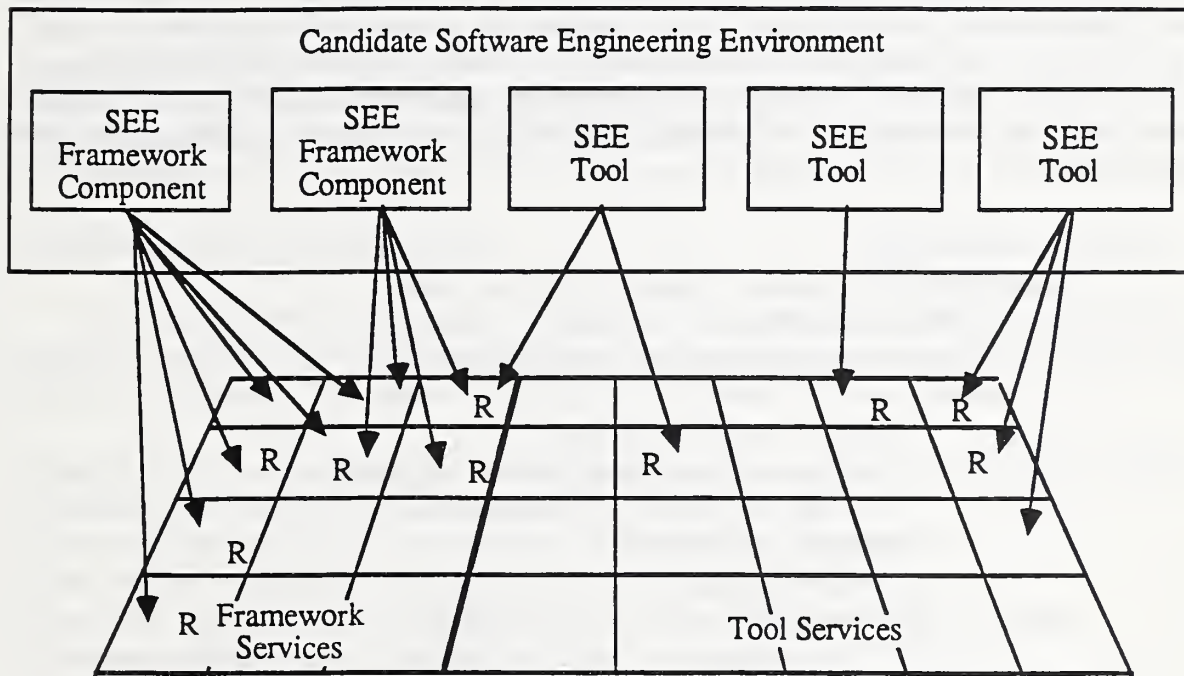 Candidate Software Engineering Environment
SEE
Framework
Component
SEE
Framework
Component
SEE
Tool
SEE
Tool
SEE
Tool
R
R
R
R
R
R
R
R
R
R
Framework
Services
Tool Services